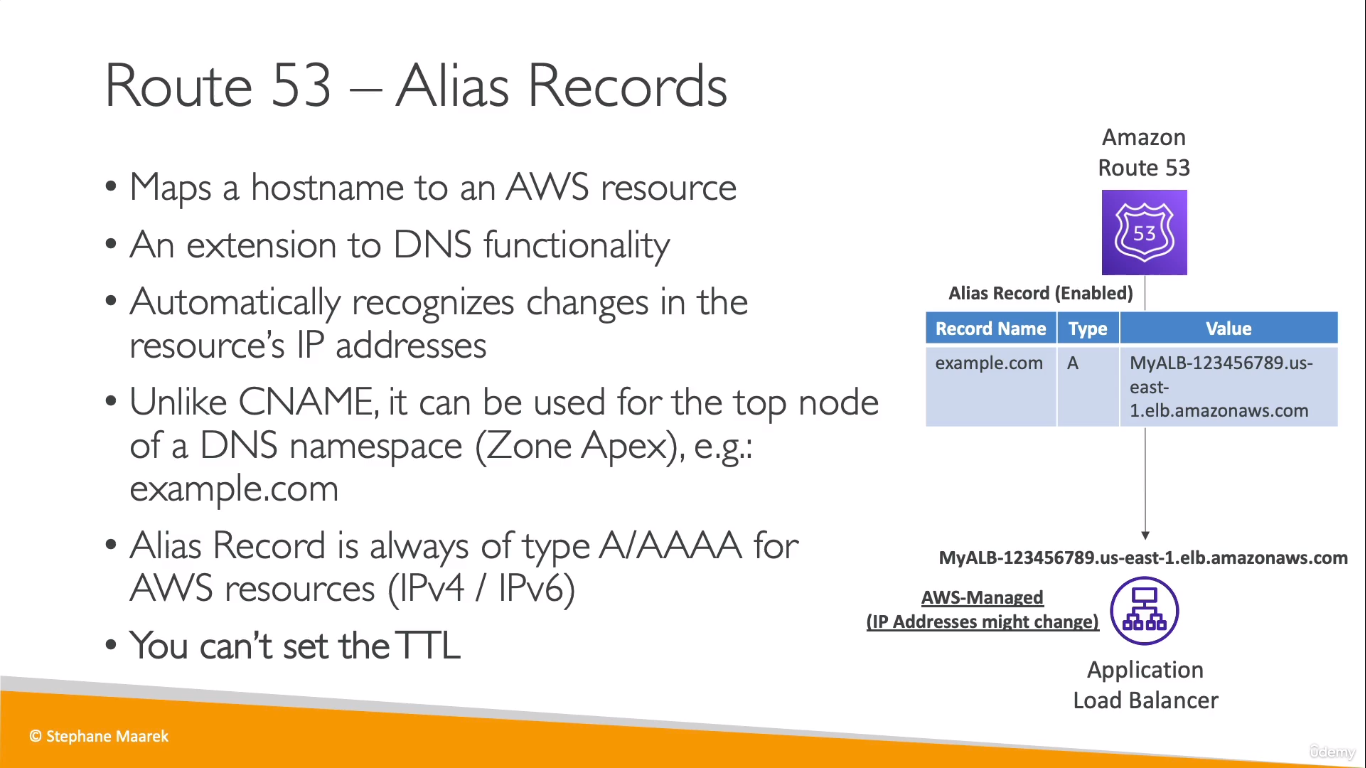 Route 53 – Alias Records
• Maps a hostname to an AWS resource
• An extension to DNS functionality
• Automatically recognizes changes in the
resource’s IP addresses
• Unlike CNAME, it can be used for the top node
of a DNS namespace (Zone Apex), e.g.:
example.com
• Alias Record is always of type A/AAAA for
AWS resources (IPv4 / IPv6)
• You can’t set the TTL
Amazon
Route 53
53
Alias Record (Enabled)
Record Name Type Value
example.com A MyALB-123456789.us-
east-
1.elb.amazonaws.com
MyALB-123456789.us-east-1.elb.amazonaws.com
AWS-Managed
(IP Addresses might change)
Application
Load Balancer
© Stephane Maarek
ûdemy